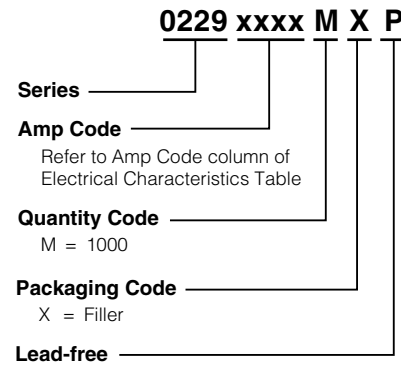 0229 xxxx M X P
Series
Amp Code
Refer to Amp Code column of
Electrical Characteristics Table
Quantity Code
M = 1000
Packaging Code
X = Filler
Lead-free